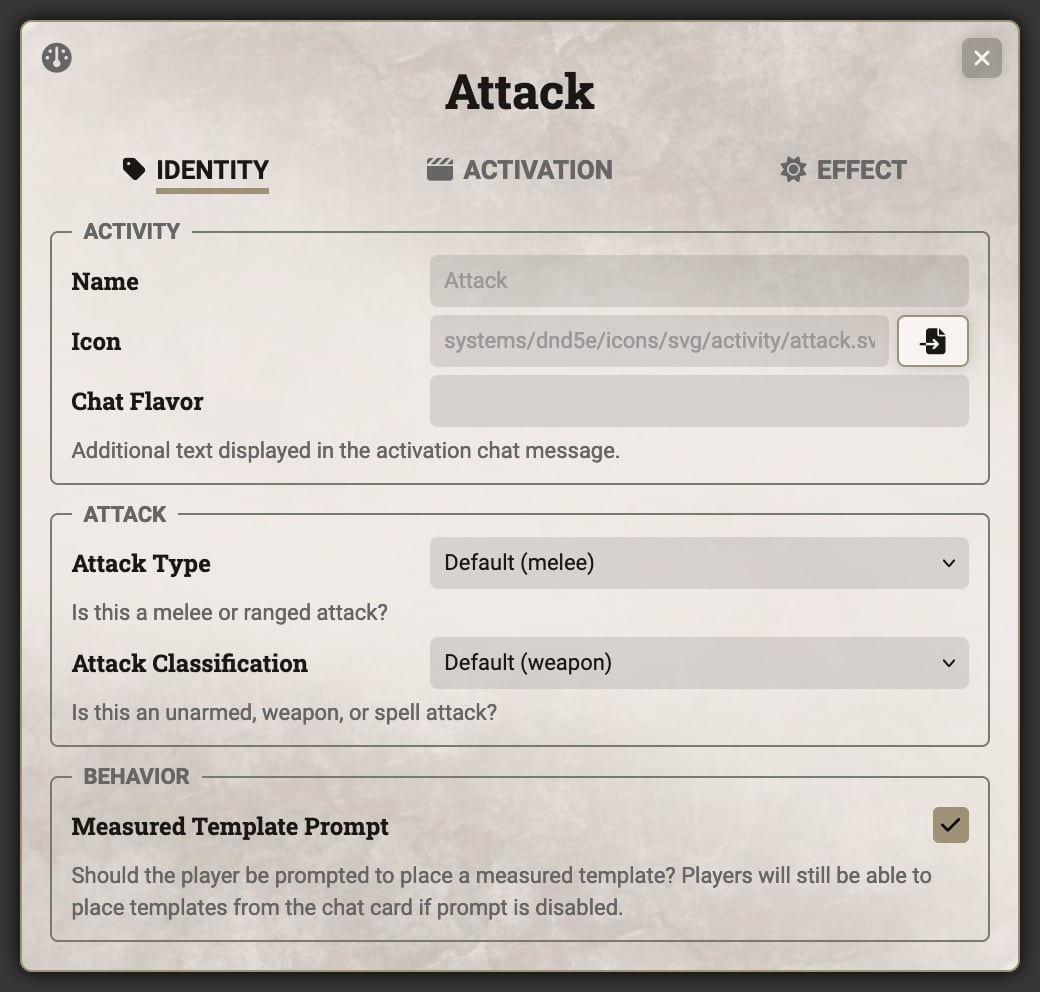 Attack
IDENTITY
ACTIVATION
EFFECT
ACTIVITY
Name
Attack
Icon
systems/dnd5e/icons/svg/activity/attack.sv
Chat Flavor
Additional text displayed in the activation chat message.
ATTACK
Attack Type
Default (melee)
Is this a melee or ranged attack?
Attack Classification
Default (weapon)
Is this an unarmed, weapon, or spell attack?
BEHAVIOR
Measured Template Prompt
Should the player be prompted to place a measured template? Players will still be able to
place templates from the chat card if prompt is disabled.